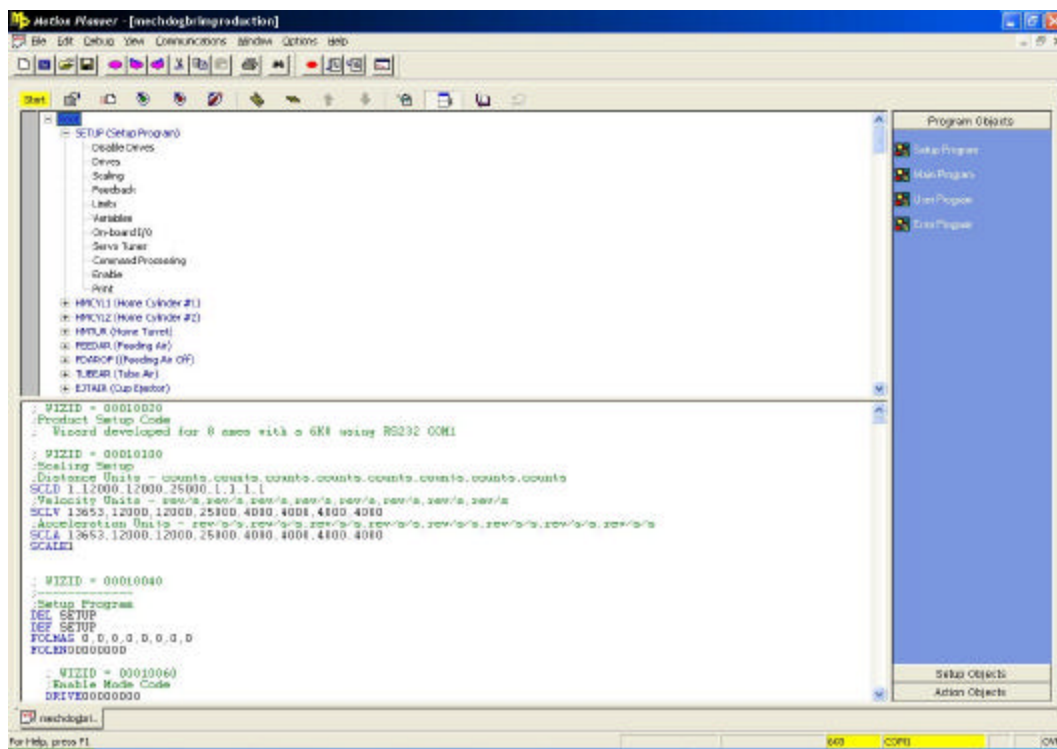 Motion Planner - [mechdogbrlimproduction]
File Edit Debug View Communications Window Options Help
Start
Root
SETUP (Setup Program)
Disable Drives
Drives
Scaling
Feedback
Limits
Variables
On-board I/O
Servo Tuner
Command Processing
Enable
Print
HMCYL1 (Home Cylinder #1)
HMCYL2 (Home Cylinder #2)
HMTUR (Home Turret)
FEEDAIR (Feeding Air)
FDAROF ((Feeding Air Off)
TUBEAR (Tube Air)
EJTAIR (Cup Ejector)
Program Objects
Setup Program
Main Program
User Program
Error Program
; WIZID = 00010020
;Product Setup Code
; Wizard developed for 8 axes with a 6K8 using RS232 COM1
; WIZID = 00010100
;Scaling Setup
;Distance Units - counts,counts,counts,counts,counts,counts,counts,counts
SCLD 1,12000,12000,25000,1,1,1,1
;Velocity Units - rev/s,rev/s,rev/s,rev/s,rev/s,rev/s,rev/s,rev/s
SCLV 13653,12000,12000,25000,4000,4000,4000,4000
;Acceleration Units - rev/s/s,rev/s/s,rev/s/s,rev/s/s,rev/s/s,rev/s/s,rev/s/s,rev/s/s
SCLA 13653,12000,12000,25000,4000,4000,4000,4000
SCALE1
; WIZID = 00010040
;-------------
;Setup Program
DEL SETUP
DEF SETUP
FOLMAS 0,0,0,0,0,0,0,0
FOLEN00000000
; WIZID = 00010060
;Enable Mode Code
DRIVE00000000
Setup Objects
Action Objects
mechdogbrl..
For Help, press F1
6K8 COM1 OVR